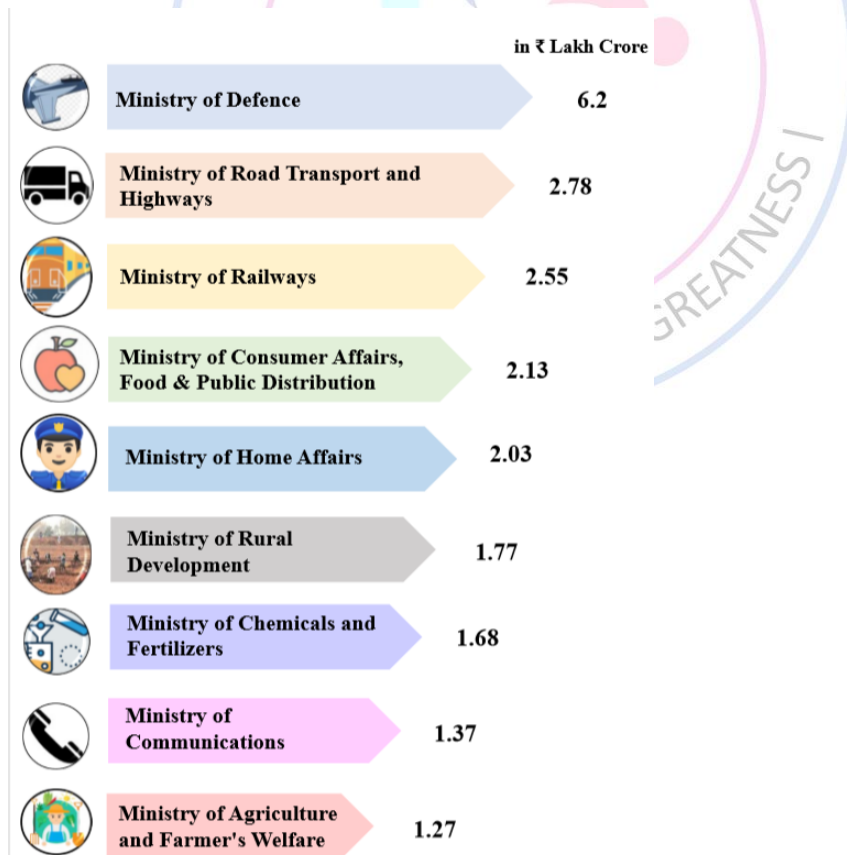 in ₹ Lakh Crore
Ministry of Defence
6.2
Ministry of Road Transport and
Highways
2.78
Ministry of Railways
2.55
GREATNESS |
Ministry of Consumer Affairs,
Food & Public Distribution
2.13
Ministry of Home Affairs
2.03
Ministry of Rural
Development
1.77
Ministry of Chemicals and
Fertilizers
1.68
Ministry of
Communications
1.37
Ministry of Agriculture
and Farmer's Welfare
1.27